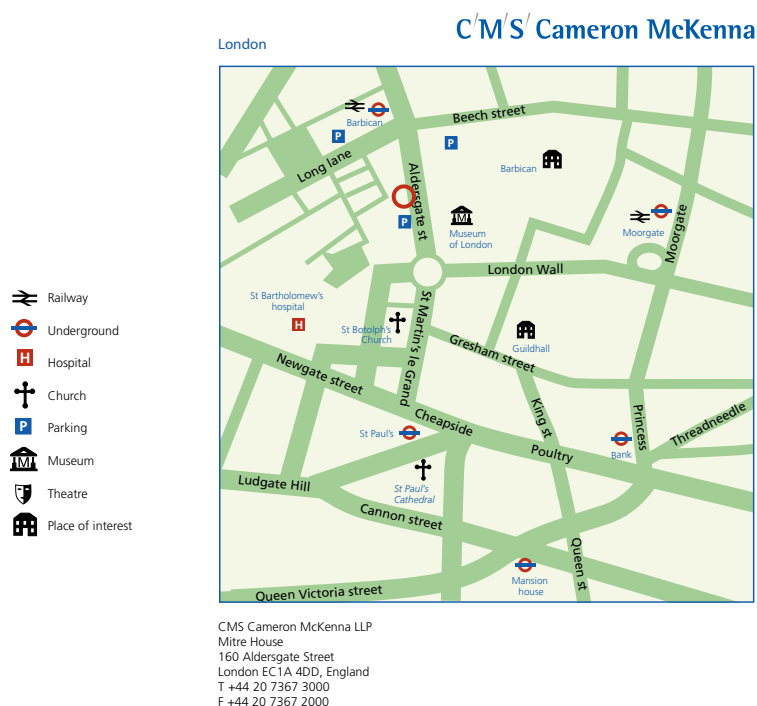 C/M/S/ Cameron McKenna
London
Beech street
Barbican
P
P
Long lane
Barbican
Aldersgate st
P
M
Museum
of London
Moorgate
Moorgate
London Wall
St Bartholomew's
hospital
H
St Botolph's
Church
St Martin's le Grand
Guildhall
Gresham street
Newgate street
Cheapside
King st
Princess
Threadneedle
St Paul's
Poultry
Bank
St Paul's
Cathedral
Ludgate Hill
Cannon street
Queen st
Mansion
house
Queen Victoria street
Railway
Underground
H Hospital
Church
P Parking
M Museum
Theatre
Place of interest
CMS Cameron McKenna LLP
Mitre House
160 Aldersgate Street
London EC1A 4DD, England
T +44 20 7367 3000
F +44 20 7367 2000